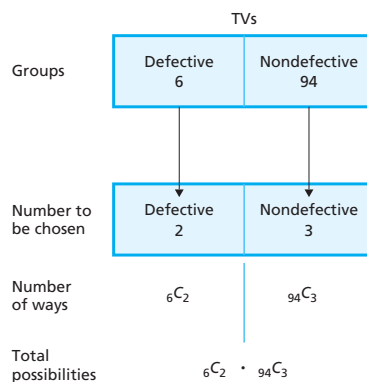 TVs
Groups
Defective Nondefective
6 94
Number to
be chosen
Defective Nondefective
2 3
Number
of ways
₆C₂ ₉₄C₃
Total
possibilities
₆C₂ · ₉₄C₃